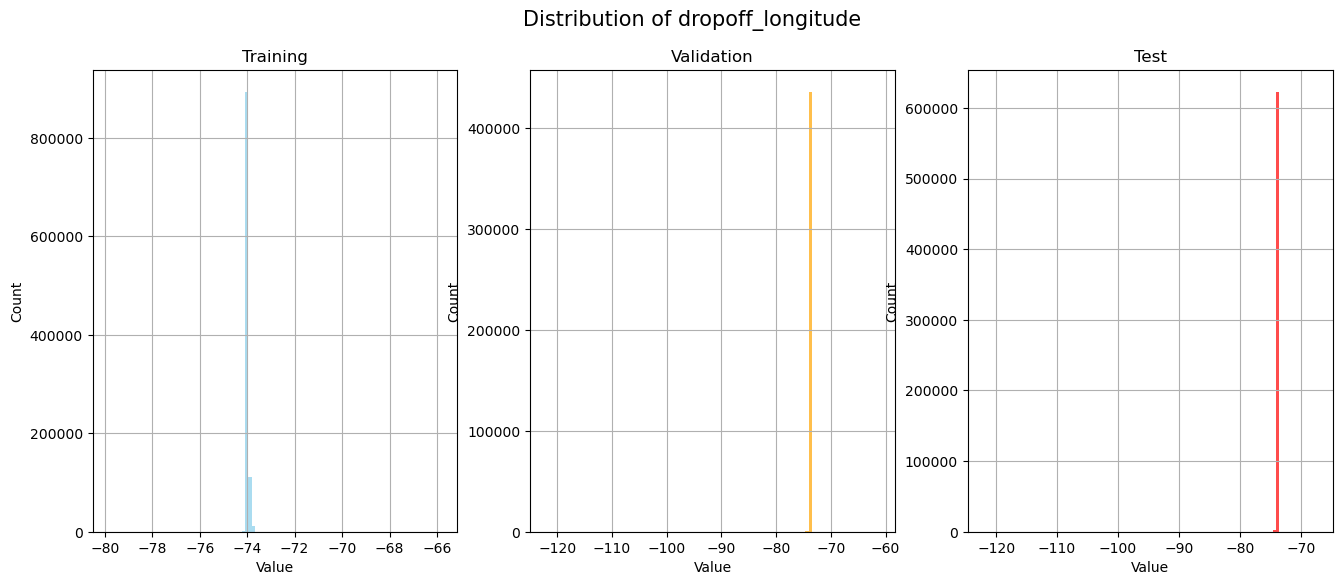 Distribution of dropoff_longitude
Training
Validation
Test
800000
600000
400000
200000
0
Count
−80 −78 −76 −74 −72 −70 −68 −66
Value
400000
300000
200000
100000
0
Count
−120 −110 −100 −90 −80 −70 −60
Value
600000
500000
400000
300000
200000
100000
0
Count
−120 −110 −100 −90 −80 −70
Value